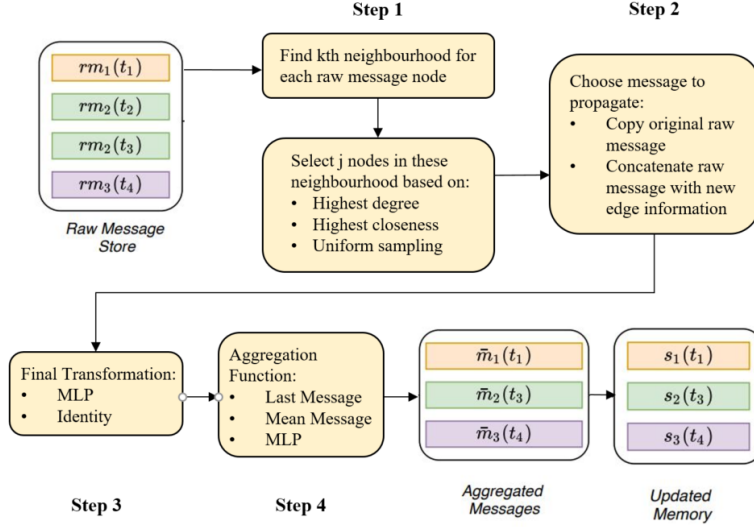 Step 1
Step 2
rm₁(t₁)
rm₂(t₂)
rm₂(t₃)
rm₃(t₄)
Raw Message
Store
Find kth neighbourhood for
each raw message node
Select j nodes in these
neighbourhood based on:
• Highest degree
• Highest closeness
• Uniform sampling
Choose message to
propagate:
• Copy original raw
message
• Concatenate raw
message with new
edge information
Final Transformation:
• MLP
• Identity
Aggregation
Function:
• Last Message
• Mean Message
• MLP
m̄₁(t₁)
m̄₂(t₃)
m̄₃(t₄)
s₁(t₁)
s₂(t₃)
s₃(t₄)
Step 3
Step 4
Aggregated
Messages
Updated
Memory